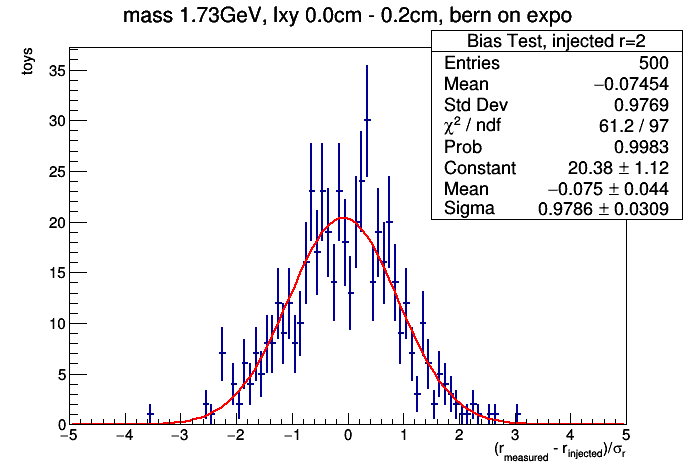 mass 1.73GeV, lxy 0.0cm - 0.2cm, bern on expo
toys
Bias Test, injected r=2
Entries 500
Mean −0.07454
Std Dev 0.9769
χ² / ndf 61.2 / 97
Prob 0.9983
Constant 20.38 ± 1.12
Mean −0.075 ± 0.044
Sigma 0.9786 ± 0.0309
35
30
25
20
15
10
5
0
−5 −4 −3 −2 −1 0 1 2 3 4 5
(r_measured - r_injected)/σ_r